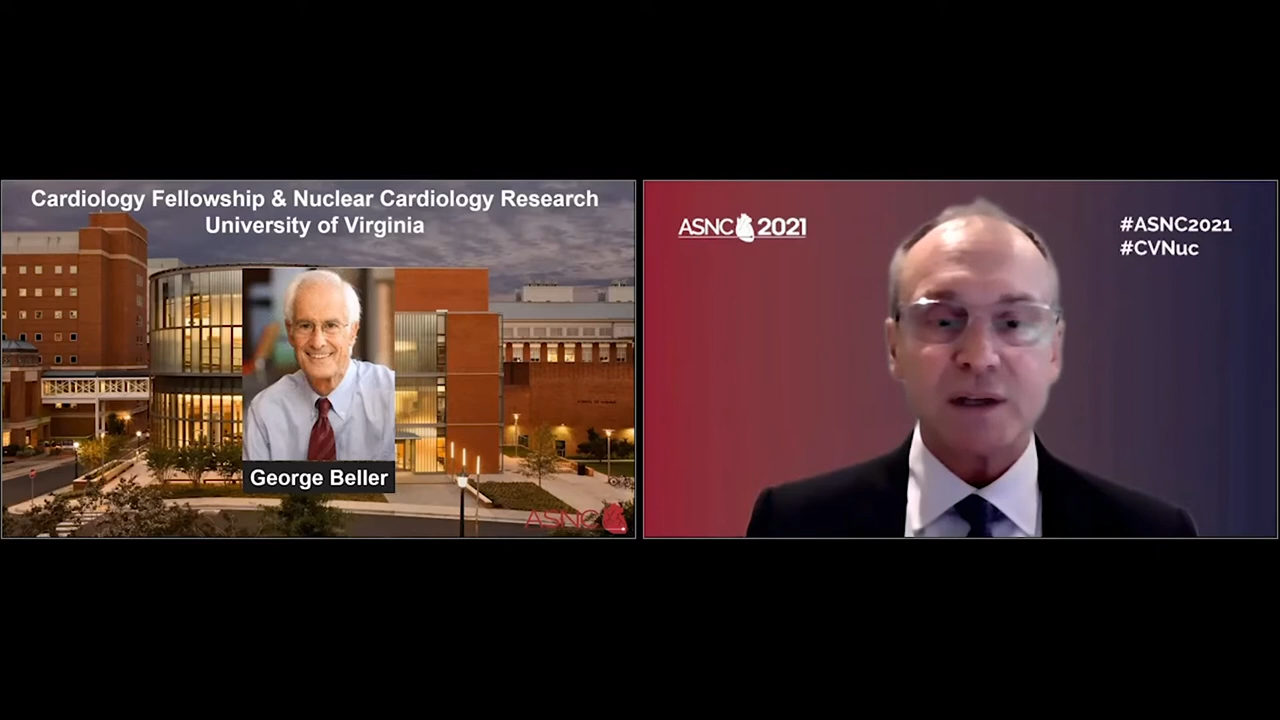 Cardiology Fellowship & Nuclear Cardiology Research
University of Virginia
George Beller
ASNC
ASNC 2021
#ASNC2021
#CVNuc